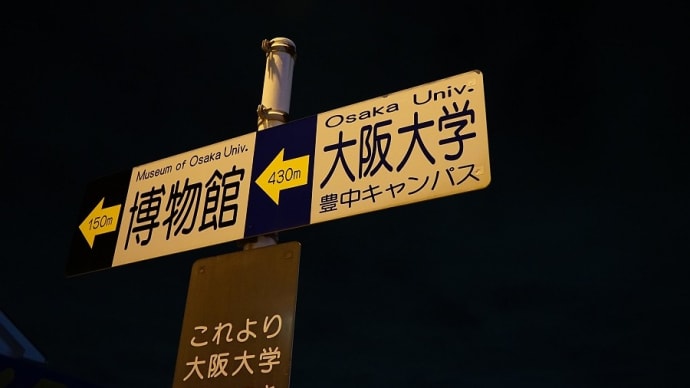 Museum of Osaka Univ.
150m
博物館
Osaka Univ.
430m
大阪大学
豊中キャンパス
これより
大阪大学